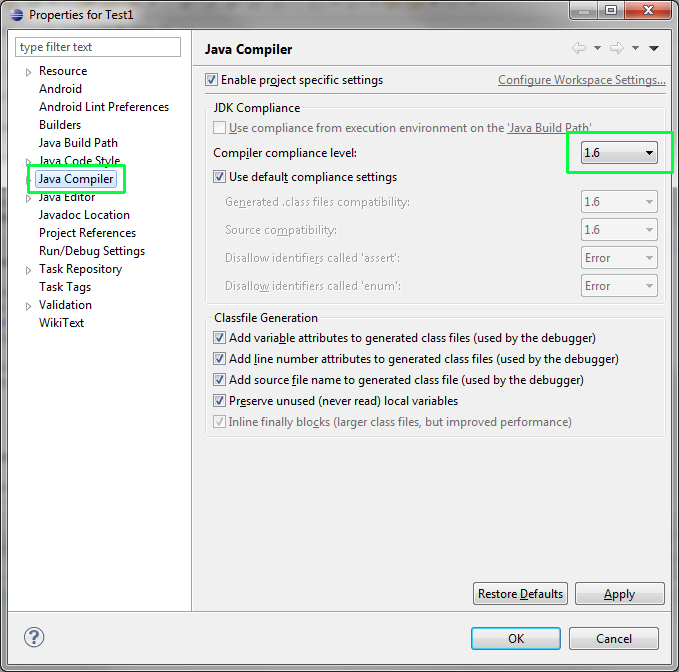 Properties for Test1
type filter text
Resource
Android
Android Lint Preferences
Builders
Java Build Path
Java Code Style
Java Compiler
Java Editor
Javadoc Location
Project References
Run/Debug Settings
Task Repository
Task Tags
Validation
WikiText
Java Compiler
Enable project specific settings
Configure Workspace Settings...
JDK Compliance
Use compliance from execution environment on the 'Java Build Path'
Compiler compliance level: 1.6
Use default compliance settings
Generated .class files compatibility: 1.6
Source compatibility: 1.6
Disallow identifiers called 'assert': Error
Disallow identifiers called 'enum': Error
Classfile Generation
Add variable attributes to generated class files (used by the debugger)
Add line number attributes to generated class files (used by the debugger)
Add source file name to generated class file (used by the debugger)
Preserve unused (never read) local variables
Inline finally blocks (larger class files, but improved performance)
Restore Defaults Apply
? OK Cancel